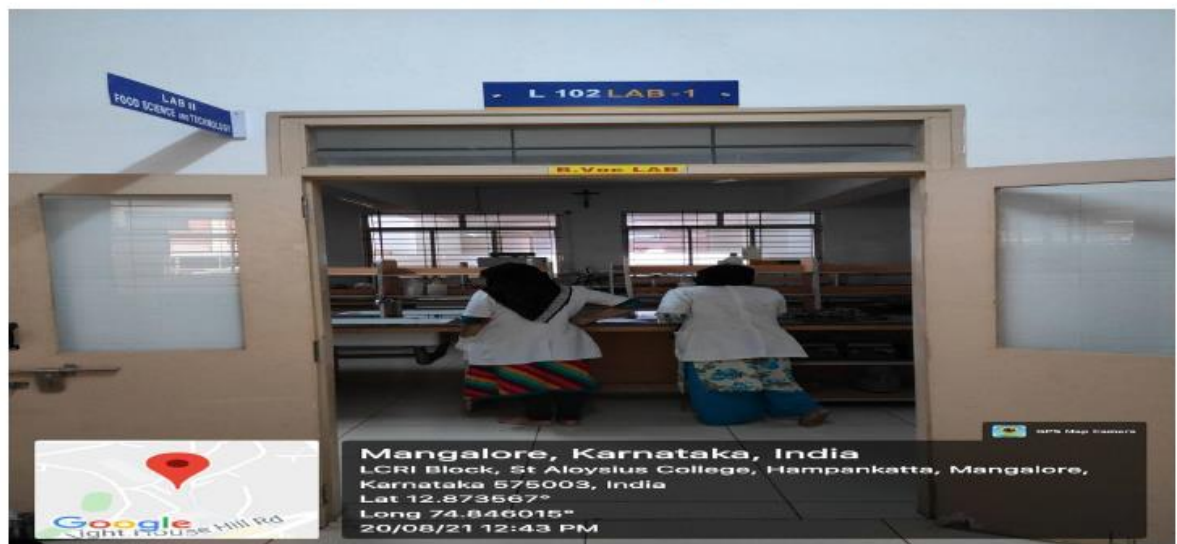 LAB II
FOOD SCIENCE AND TECHNOLOGY
L 102 LAB-1
B.Voc LAB
GPS Map Camera
Mangalore, Karnataka, India
LCRI Block, St Aloysius College, Hampankatta, Mangalore,
Karnataka 575003, India
Lat 12.873567°
Long 74.846015°
20/08/21 12:43 PM
Google
ight House Hill Rd